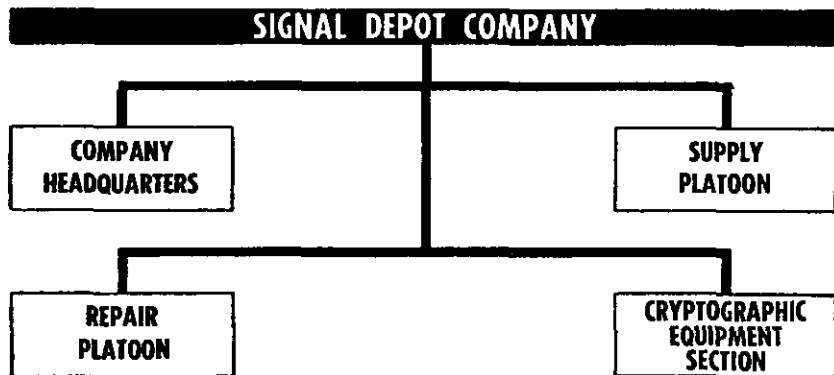 SIGNAL DEPOT COMPANY
COMPANY
HEADQUARTERS
SUPPLY
PLATOON
REPAIR
PLATOON
CRYPTOGRAPHIC
EQUIPMENT
SECTION